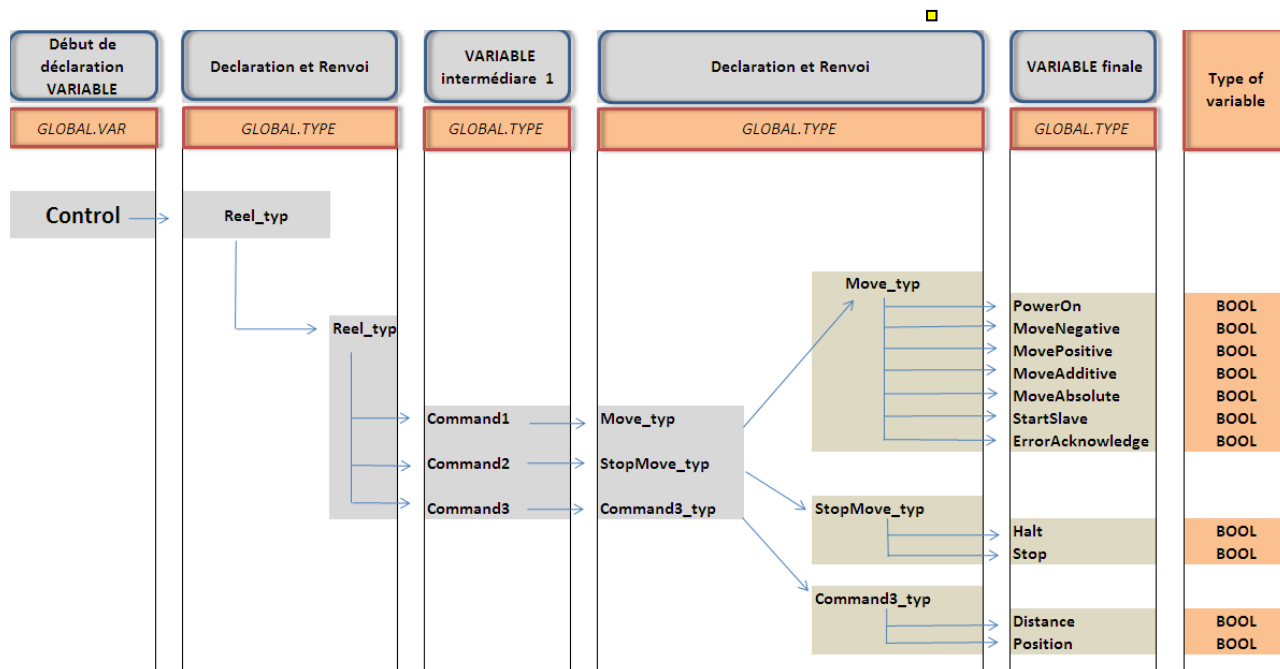 Début de
déclaration
VARIABLE
Declaration et Renvoi
VARIABLE
intermédiare 1
Declaration et Renvoi
VARIABLE finale
Type of
variable
GLOBAL.VAR
GLOBAL.TYPE
GLOBAL.TYPE
GLOBAL.TYPE
GLOBAL.TYPE
Control
Reel_typ
Reel_typ
Command1
Move_typ
Command2
StopMove_typ
Command3
Command3_typ
Move_typ
PowerOn BOOL
MoveNegative BOOL
MovePositive BOOL
MoveAdditive BOOL
MoveAbsolute BOOL
StartSlave BOOL
ErrorAcknowledge BOOL
StopMove_typ
Halt BOOL
Stop BOOL
Command3_typ
Distance BOOL
Position BOOL